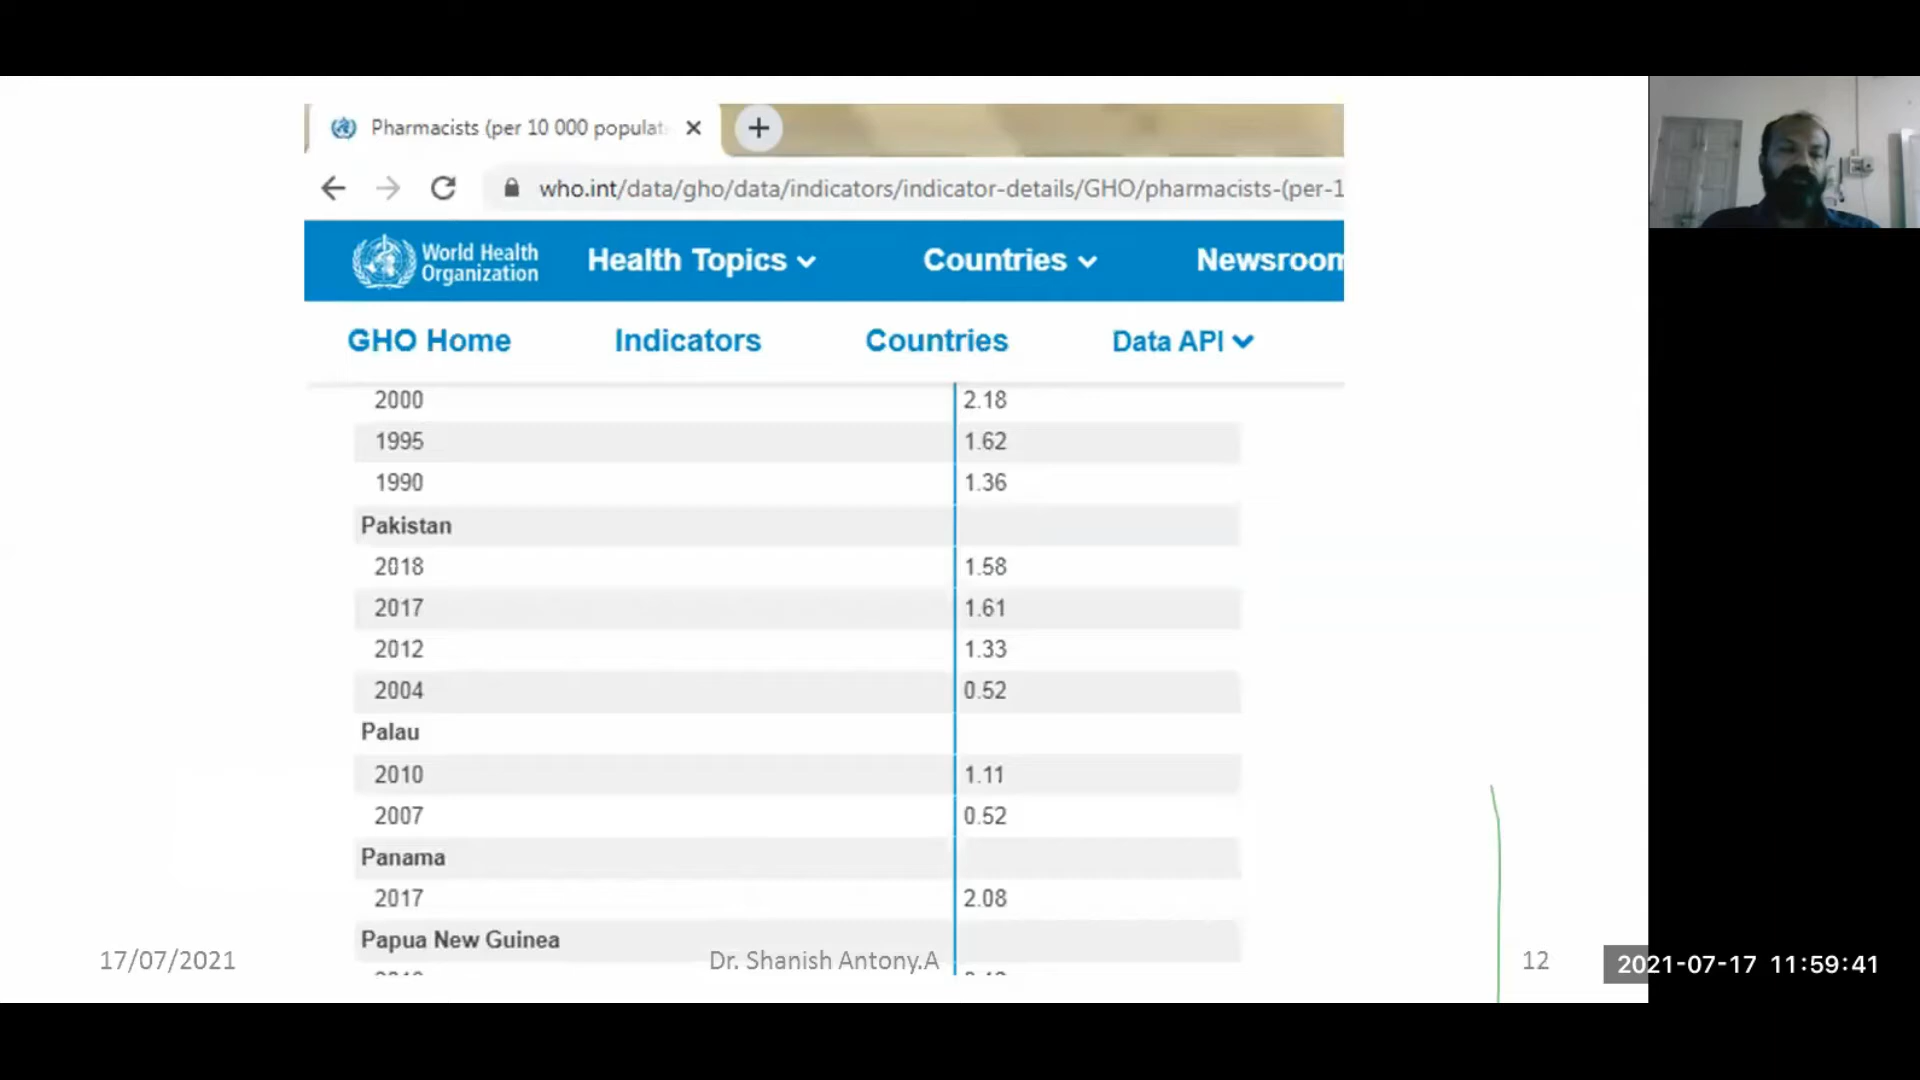 Pharmacists (per 10 000 populat
who.int/data/gho/data/indicators/indicator-details/GHO/pharmacists-(per-1
World Health
Organization
Health Topics
Countries
Newsroom
GHO Home
Indicators
Countries
Data API
2000 2.18
1995 1.62
1990 1.36
Pakistan
2018 1.58
2017 1.61
2012 1.33
2004 0.52
Palau
2010 1.11
2007 0.52
Panama
2017 2.08
Papua New Guinea
17/07/2021
Dr. Shanish Antony.A
12
2021-07-17 11:59:41